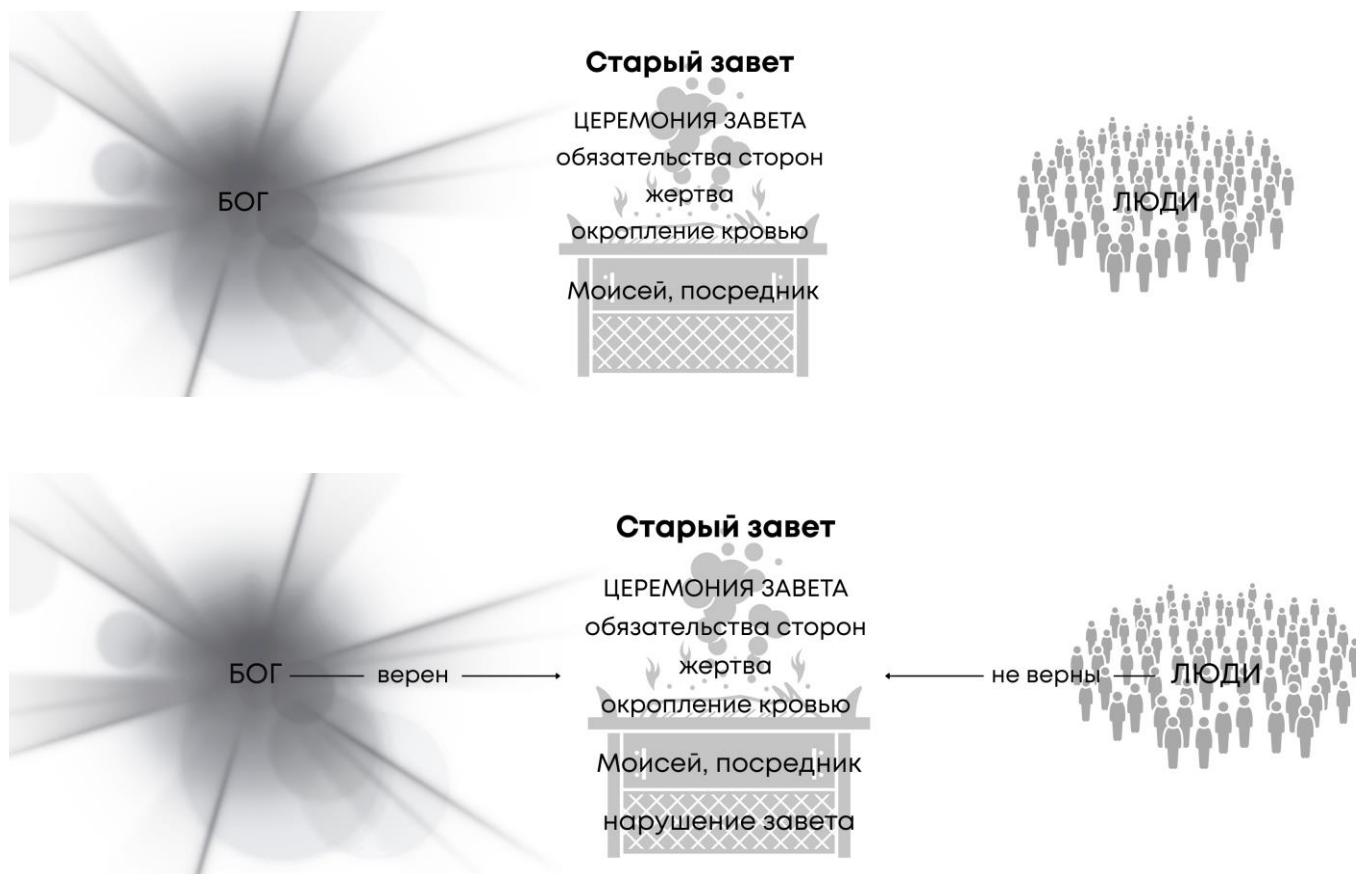 Старый завет
ЦЕРЕМОНИЯ ЗАВЕТА
обязательства сторон
жертва
БОГ
ЛЮДИ
окропление кровью
Моисей, посредник
Старый завет
ЦЕРЕМОНИЯ ЗАВЕТА
обязательства сторон
жертва
БОГ верен не верны ЛЮДИ
окропление кровью
Моисей, посредник
нарушение завета